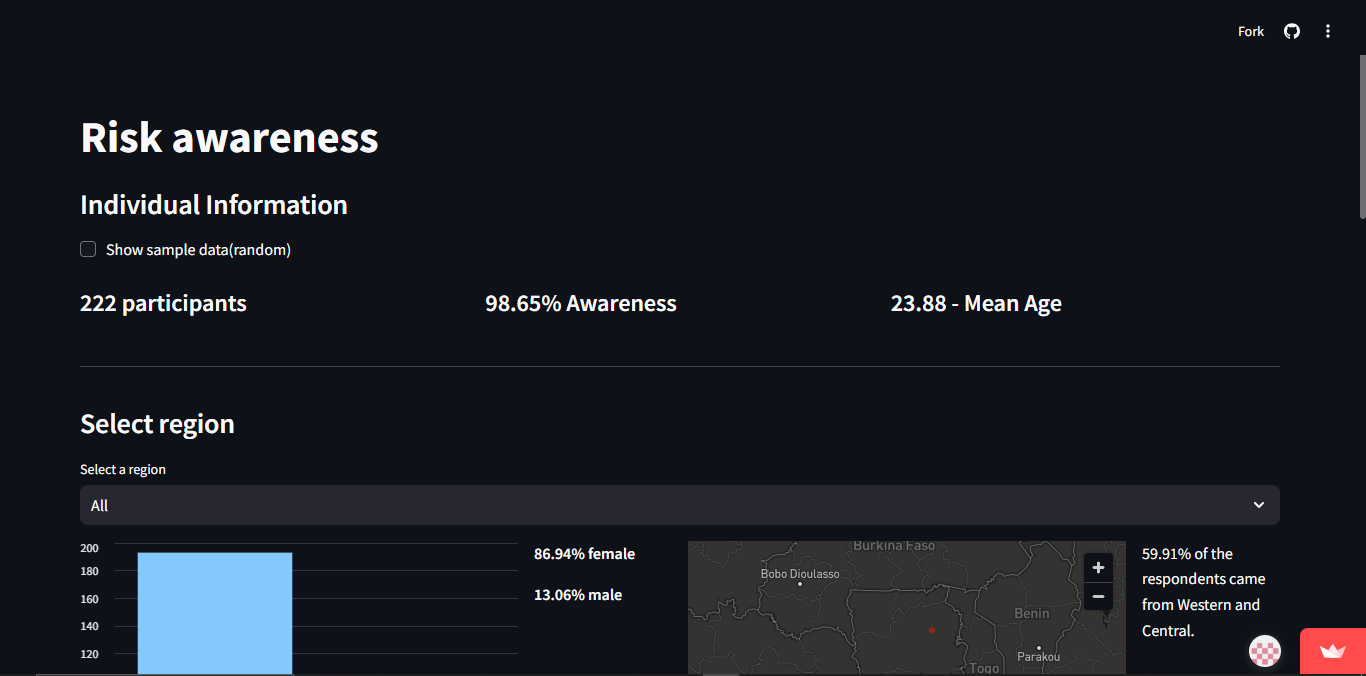 Fork
Risk awareness
Individual Information
Show sample data(random)
222 participants
98.65% Awareness
23.88 - Mean Age
Select region
Select a region
All
200
180
160
140
120
86.94% female
13.06% male
Burkina Faso
Bobo Dioulasso
Benin
Parakou
Togo
+
−
59.91% of the
respondents came
from Western and
Central.